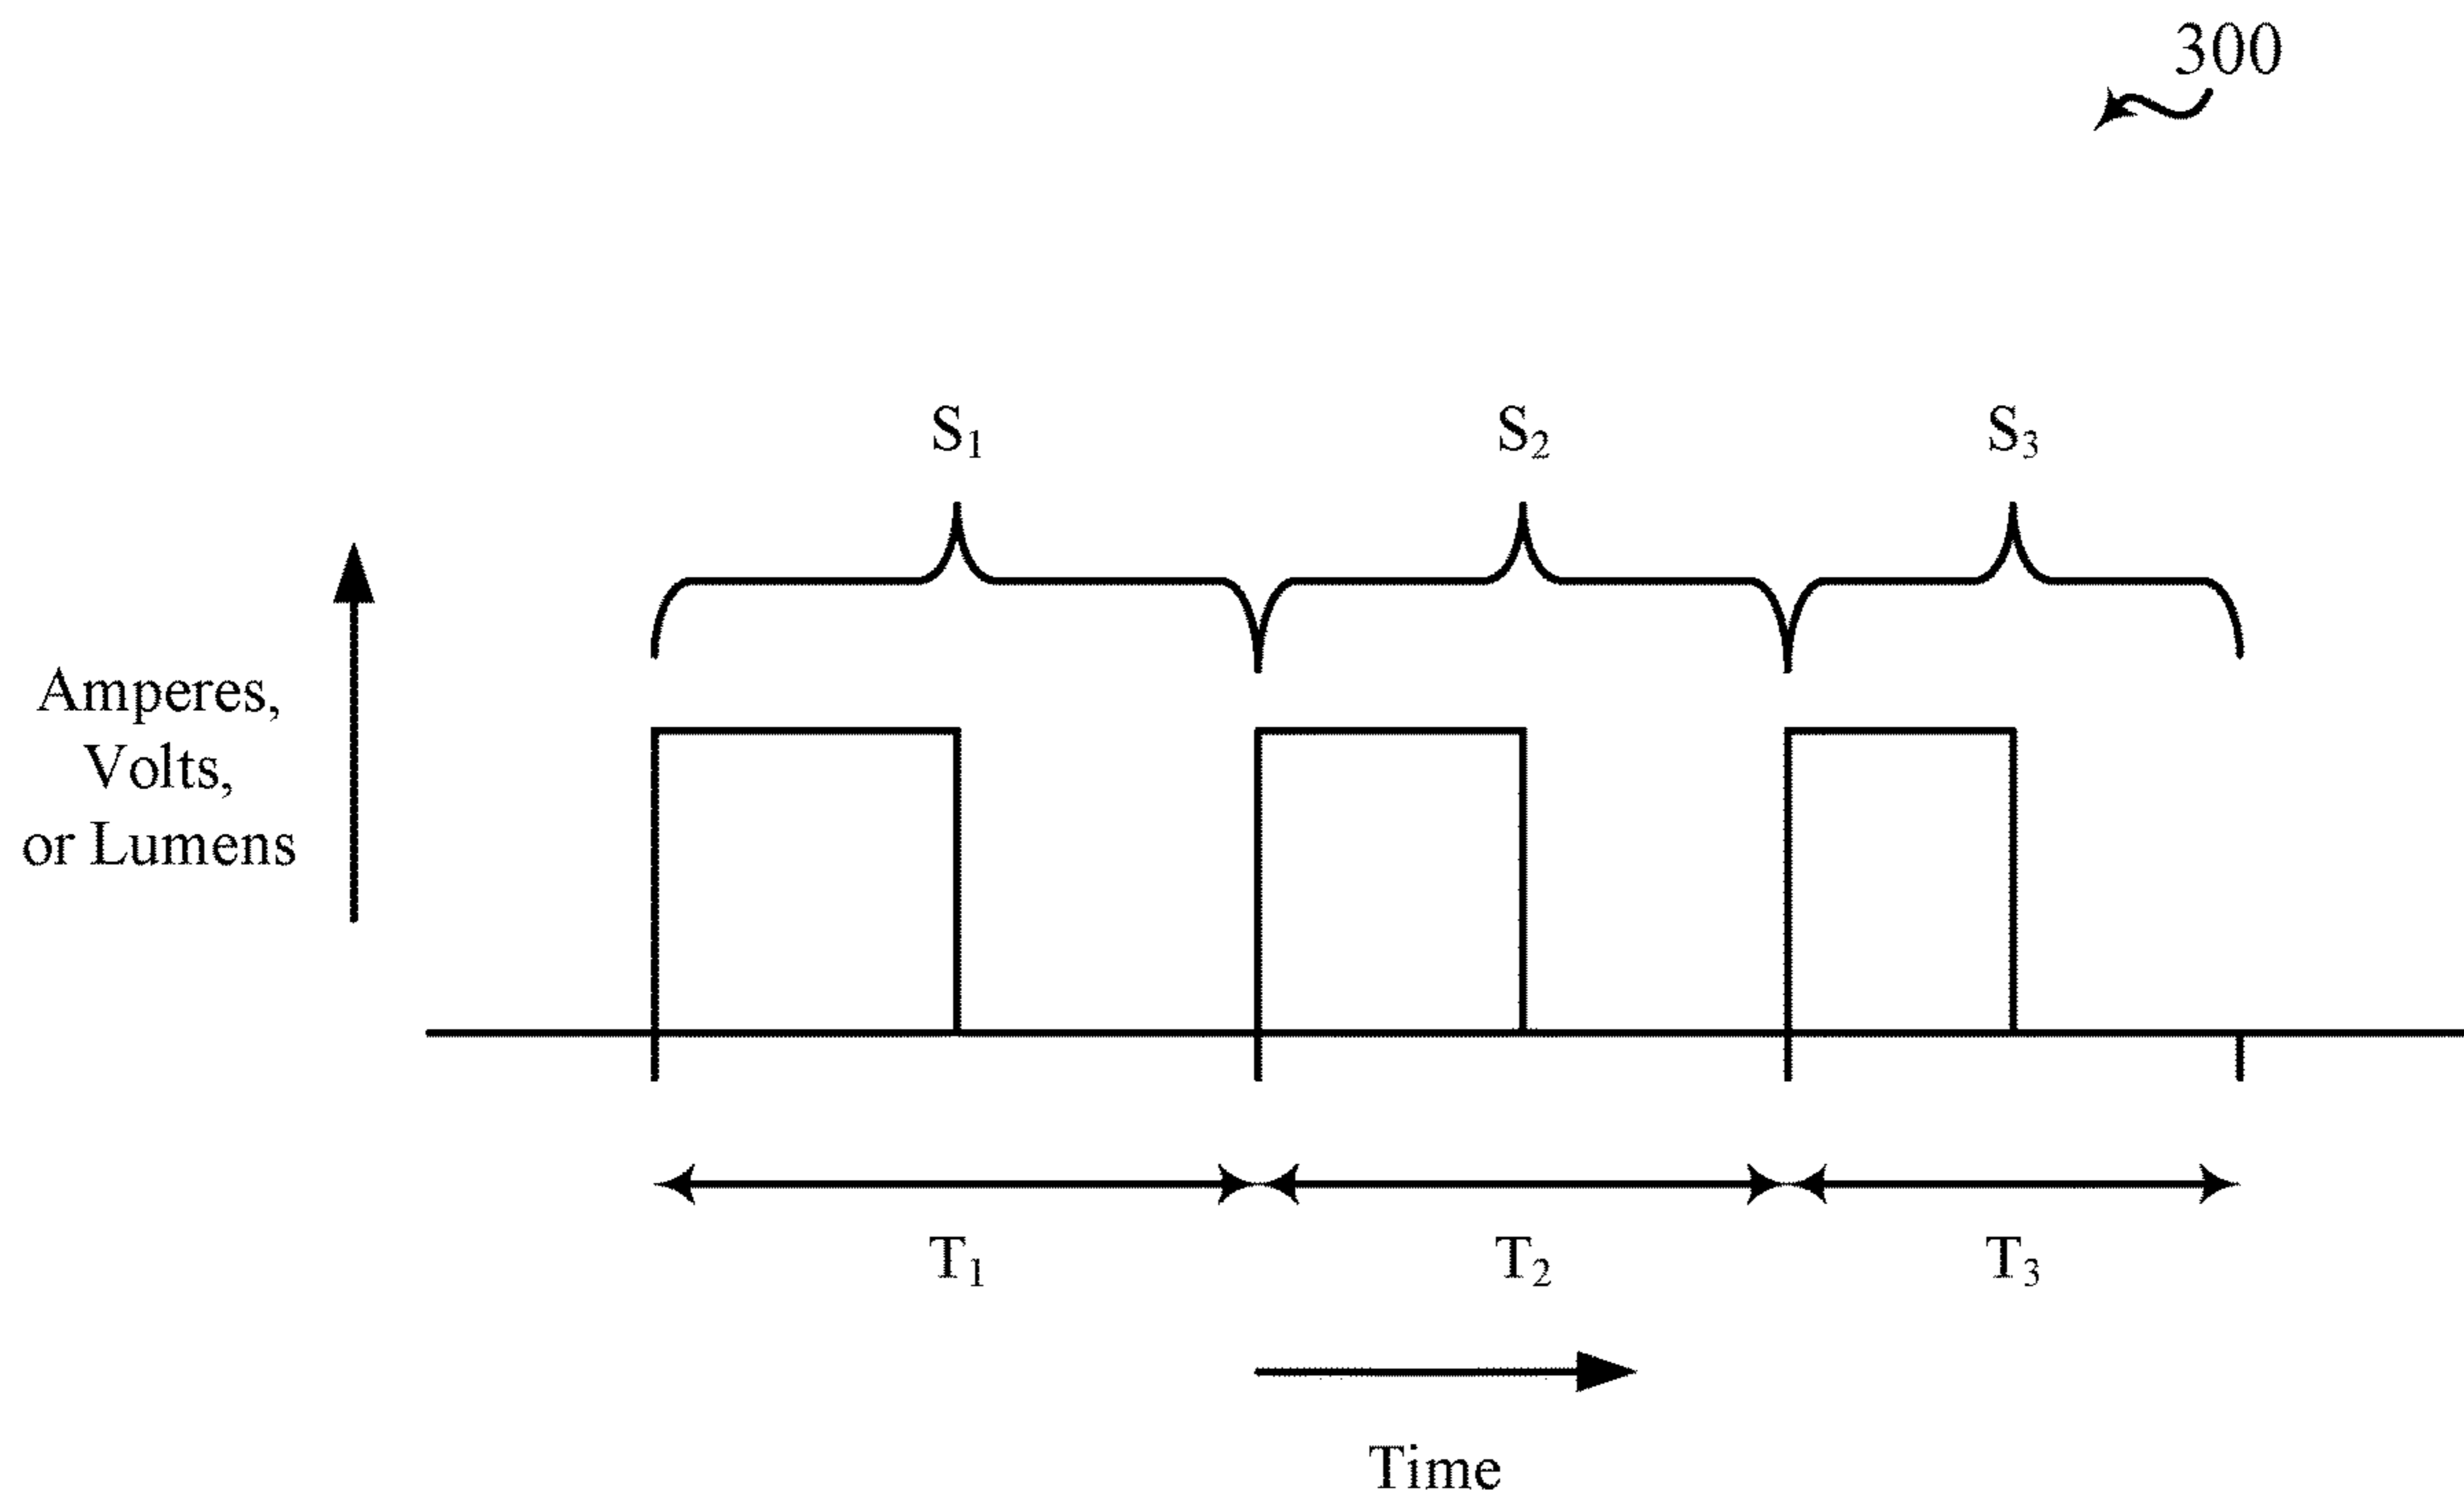 300
S₁
S₂
S₃
Amperes,
Volts,
or Lumens
T₁
T₂
T₃
Time